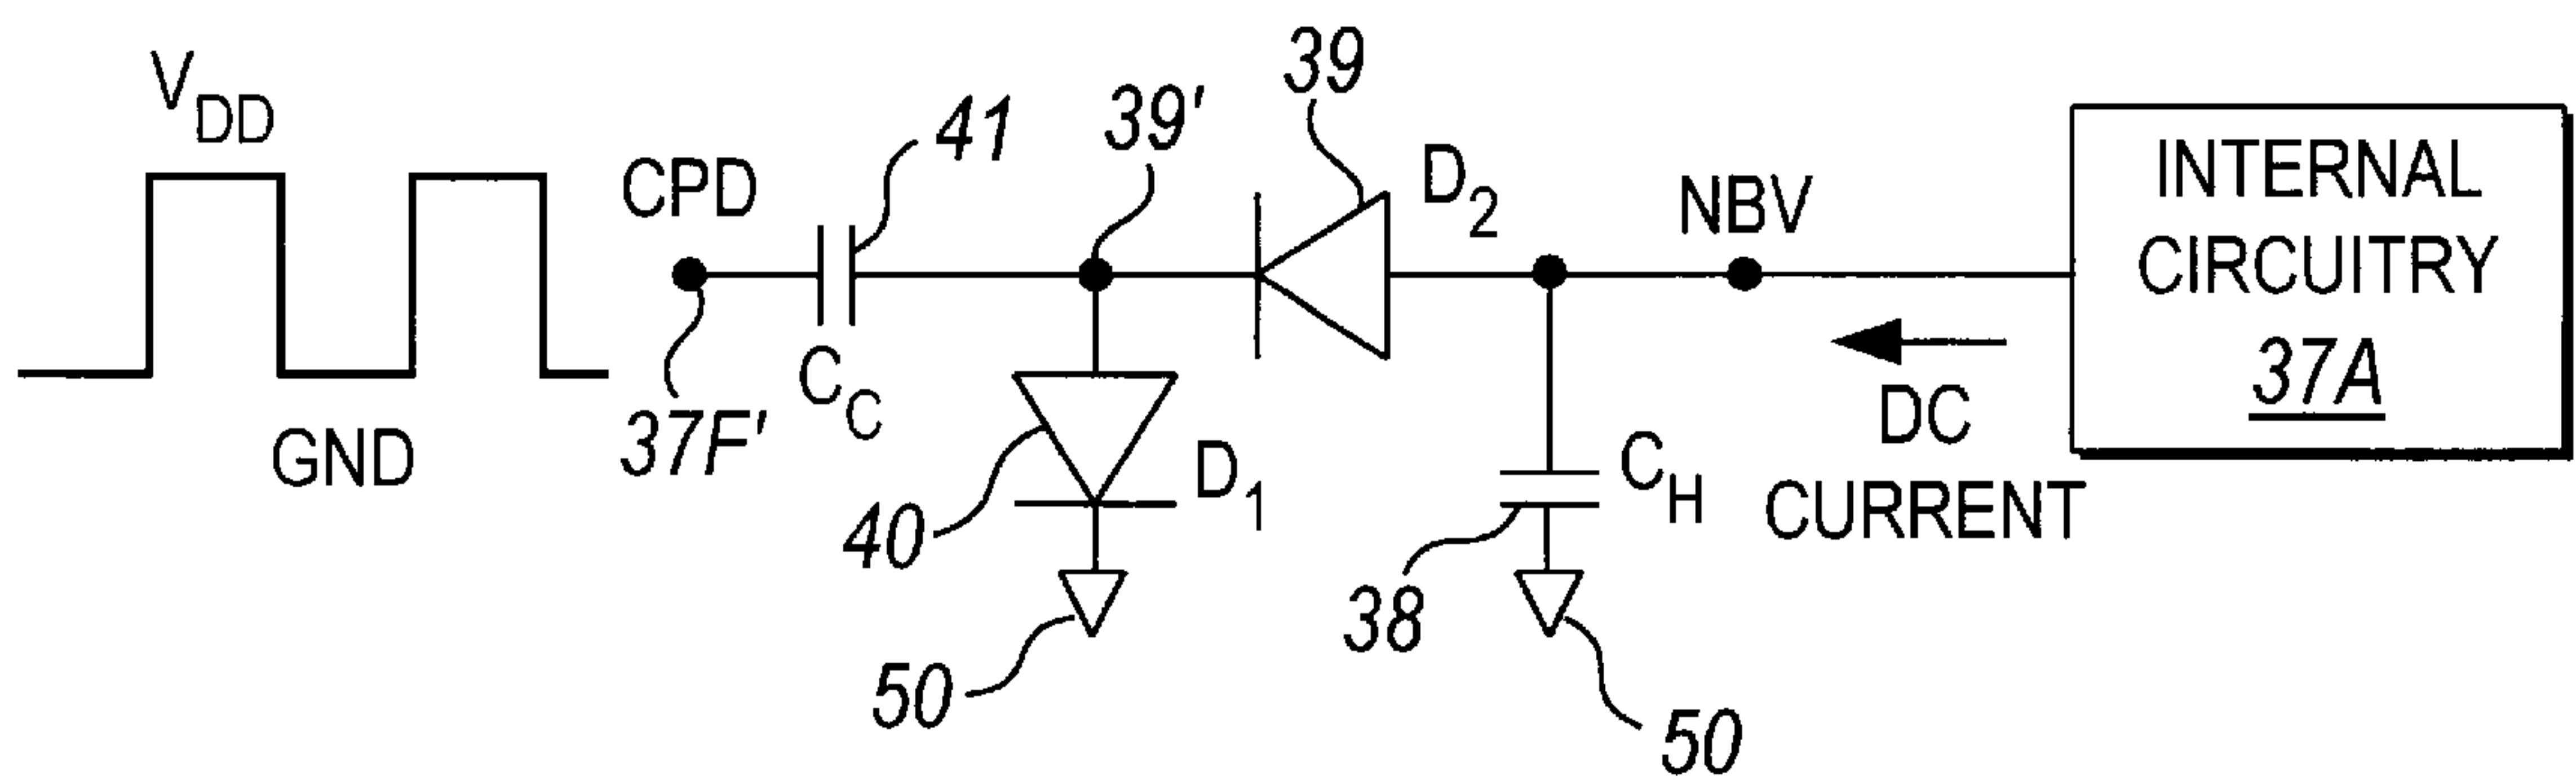 V_DD
GND
CPD
37F'
41
C_C
39'
39
D_2
40
D_1
50
NBV
C_H
38
50
DC
CURRENT
INTERNAL
CIRCUITRY
37A